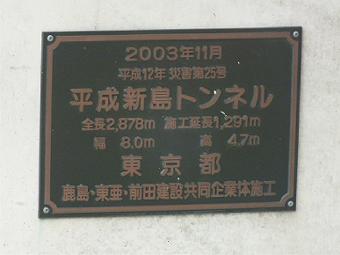 2003年11月
平成12年 災害第25号
平成新島トンネル
全長2,878m 施工延長1,291m
幅 8.0m 高 4.7m
東京都
鹿島・東亜・前田建設共同企業体施工